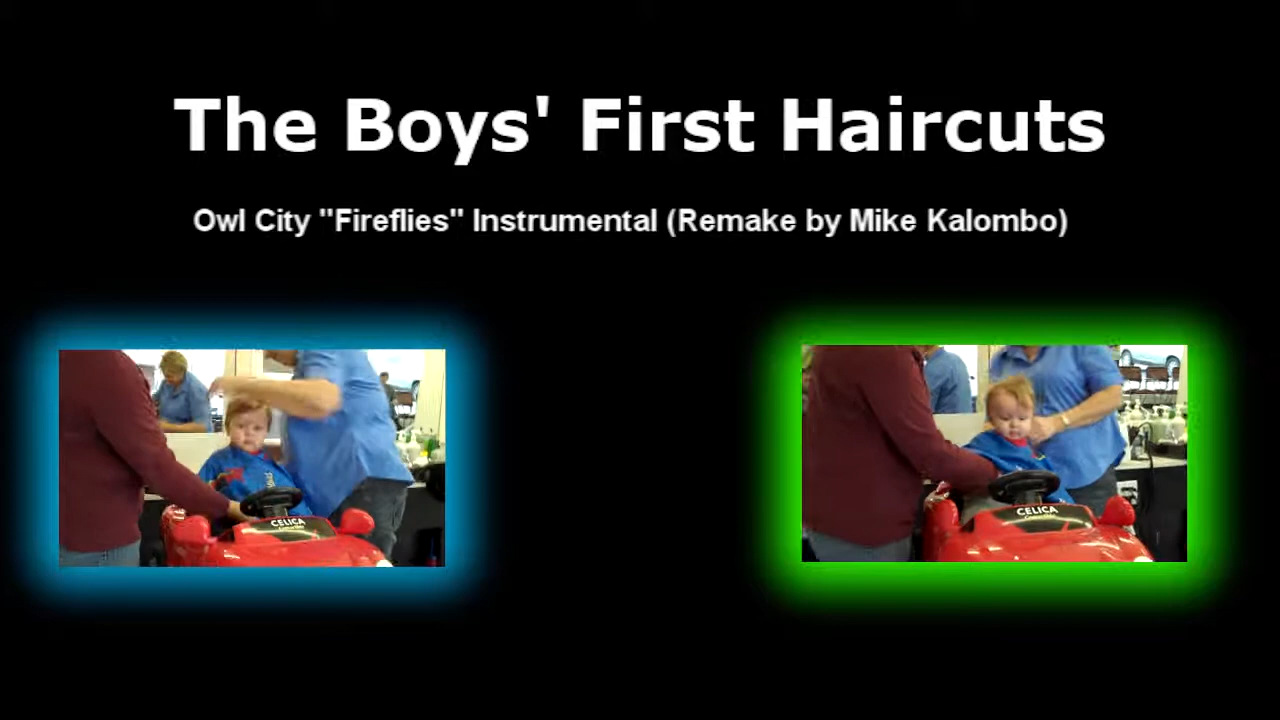 The Boys' First Haircuts
Owl City "Fireflies" Instrumental (Remake by Mike Kalombo)
CELICA
CELICA